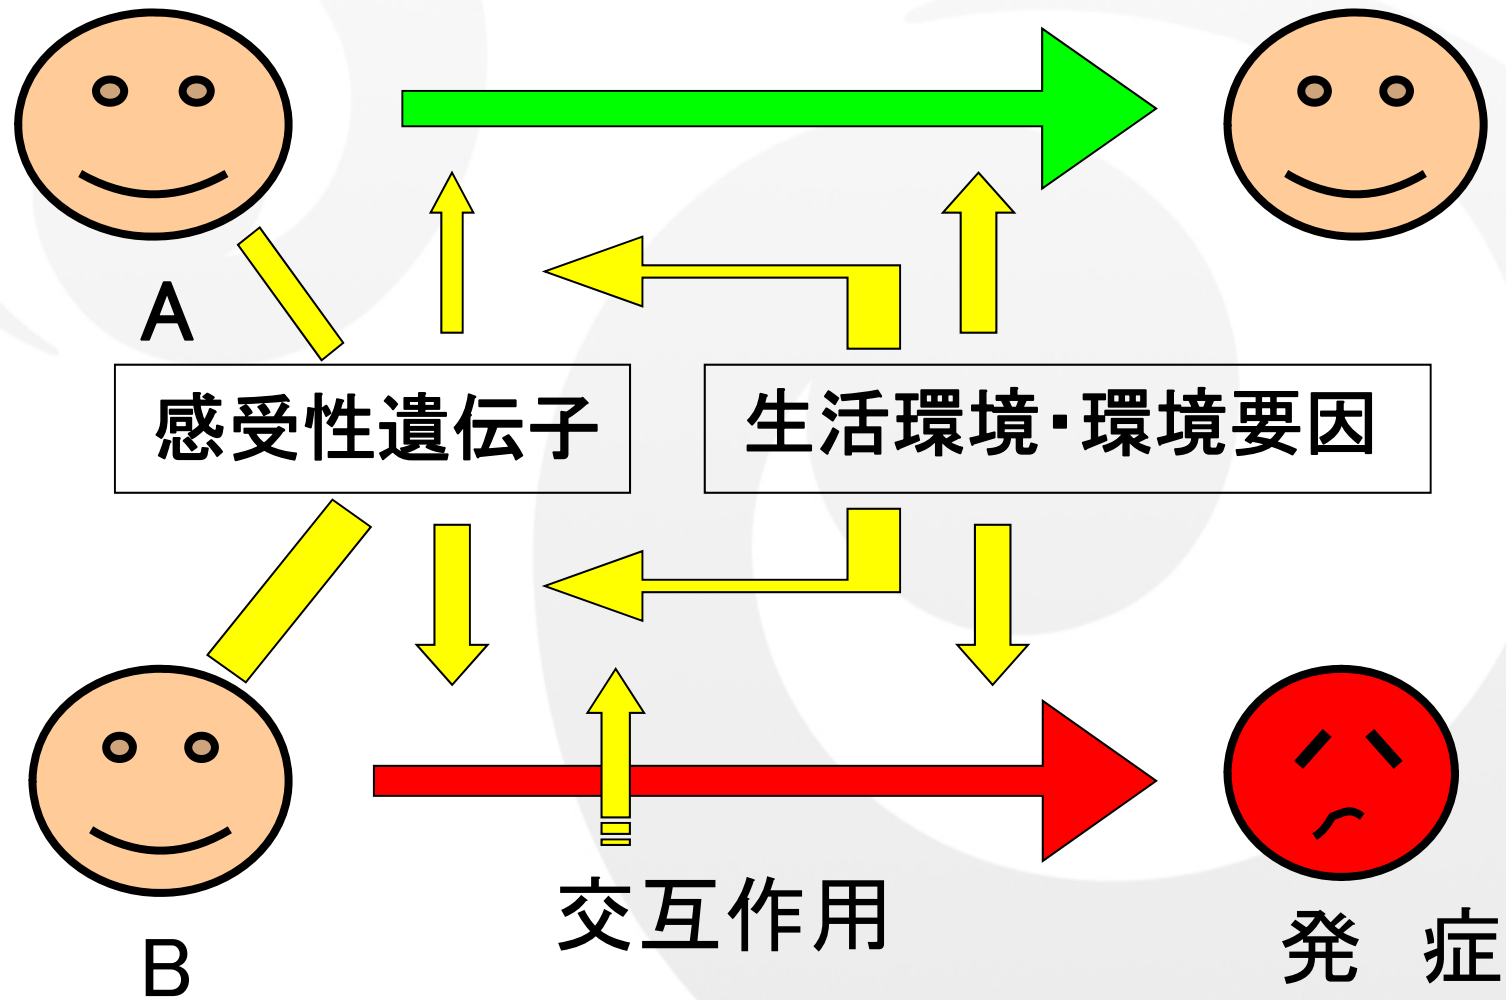 A
感受性遺伝子
生活環境・環境要因
交互作用
B
発 症